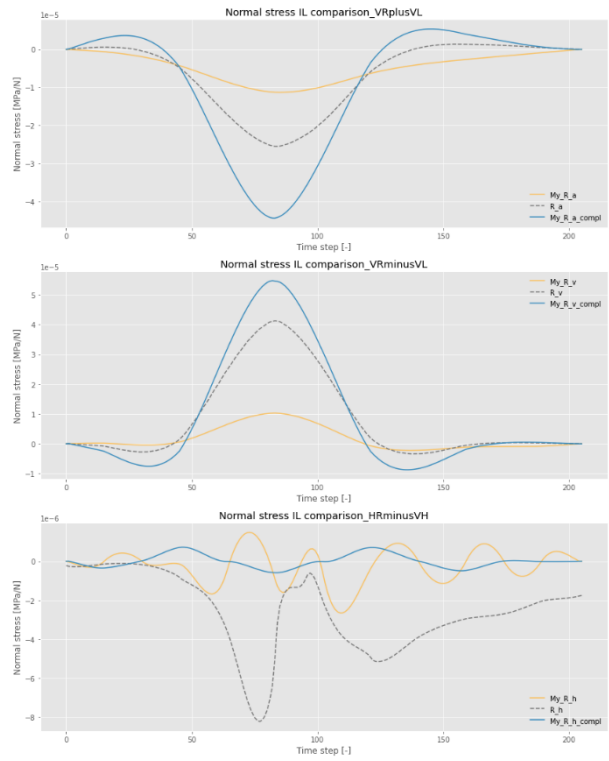 Normal stress IL comparison_VRplusVL
1e−5
Normal stress [MPa/N]
0
−1
−2
−3
−4
0 50 100 150 200
Time step [-]
My_R_a
R_a
My_R_a_compl
Normal stress IL comparison_VRminusVL
1e−5
Normal stress [MPa/N]
5
4
3
2
1
0
−1
0 50 100 150 200
Time step [-]
My_R_v
R_v
My_R_v_compl
Normal stress IL comparison_HRminusVH
1e−6
Normal stress [MPa/N]
0
−2
−4
−6
−8
0 50 100 150 200
Time step [-]
My_R_h
R_h
My_R_h_compl